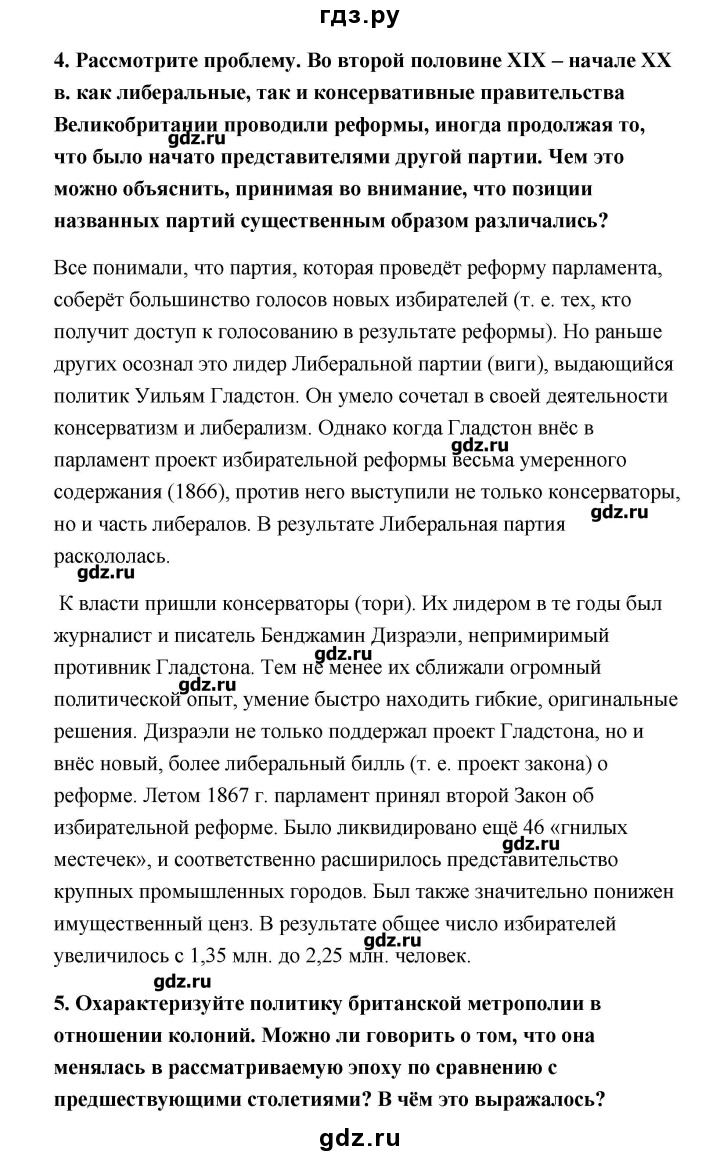 гдз.ру
4. Рассмотрите проблему. Во второй половине XIX – начале XX
в. как либеральные, так и консервативные правительства
Великобритании проводили реформы, иногда продолжая то,
gdz.ru
что было начато представителями другой партии. Чем это
можно объяснить, принимая во внимание, что позиции
названных партий существенным образом различались?
Все понимали, что партия, которая проведёт реформу парламента,
соберёт большинство голосов новых избирателей (т. е. тех, кто
получит доступ к голосованию в результате реформы). Но раньше
других осознал это лидер Либеральной партии (виги), выдающийся
политик Уильям Гладстон. Он умело сочетал в своей деятельности
консерватизм и либерализм. Однако когда Гладстон внёс в
gdz.ru
парламент проект избирательной реформы весьма умеренного
содержания (1866), против него выступили не только консерваторы,
gdz.ru
но и часть либералов. В результате Либеральная партия
раскололась.
gdz.ru
К власти пришли консерваторы (тори). Их лидером в те годы был
журналист и писатель Бенджамин Дизраэли, непримиримый
gdz.ru
противник Гладстона. Тем не менее их сближали огромный
gdz.ru
политический опыт, умение быстро находить гибкие, оригинальные
решения. Дизраэли не только поддержал проект Гладстона, но и
внёс новый, более либеральный билль (т. е. проект закона) о
реформе. Летом 1867 г. парламент принял второй Закон об
избирательной реформе. Было ликвидировано ещё 46 «гнилых
gdz.ru
местечек», и соответственно расширилось представительство
крупных промышленных городов. Был также значительно понижен
имущественный ценз. В результате общее число избирателей
gdz.ru
увеличилось с 1,35 млн. до 2,25 млн. человек.
gdz.ru
5. Охарактеризуйте политику британской метрополии в
отношении колоний. Можно ли говорить о том, что она
менялась в рассматриваемую эпоху по сравнению с
предшествующими столетиями? В чём это выражалось?
gdz.ru